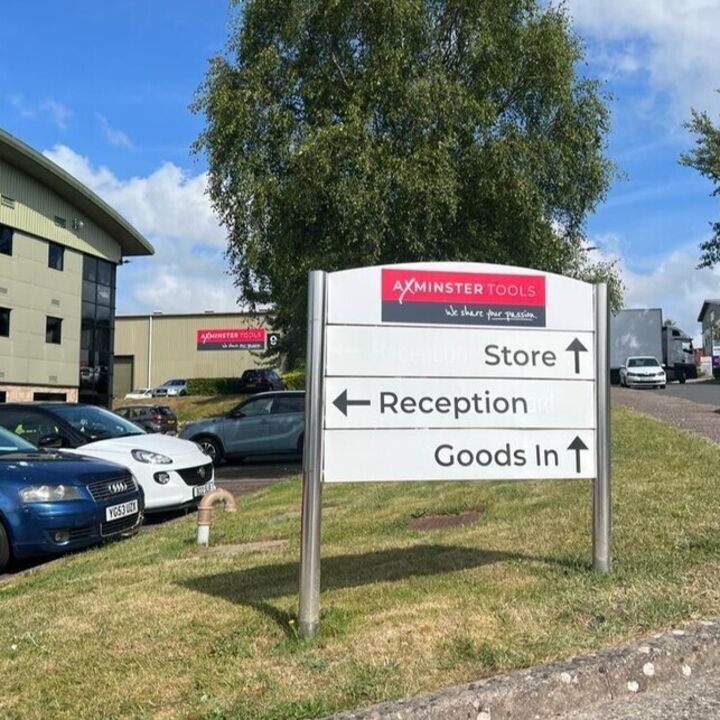 AXMINSTER TOOLS
We share your passion.
Store
Reception
Goods In
AXMINSTER TOOLS
YG53 UZX